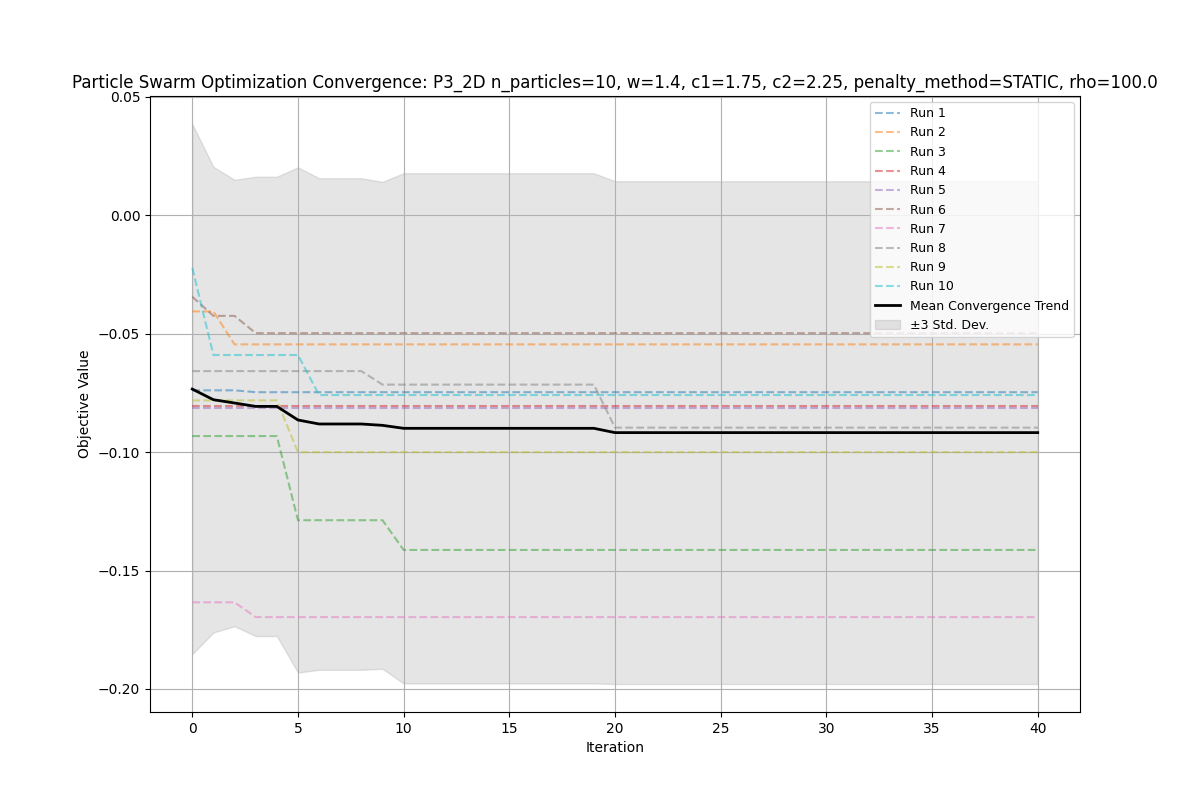 Particle Swarm Optimization Convergence: P3_2D n_particles=10, w=1.4, c1=1.75, c2=2.25, penalty_method=STATIC, rho=100.0
0.05
0.00
−0.05
−0.10
−0.15
−0.20
Objective Value
Run 1
Run 2
Run 3
Run 4
Run 5
Run 6
Run 7
Run 8
Run 9
Run 10
Mean Convergence Trend
±3 Std. Dev.
0 5 10 15 20 25 30 35 40
Iteration